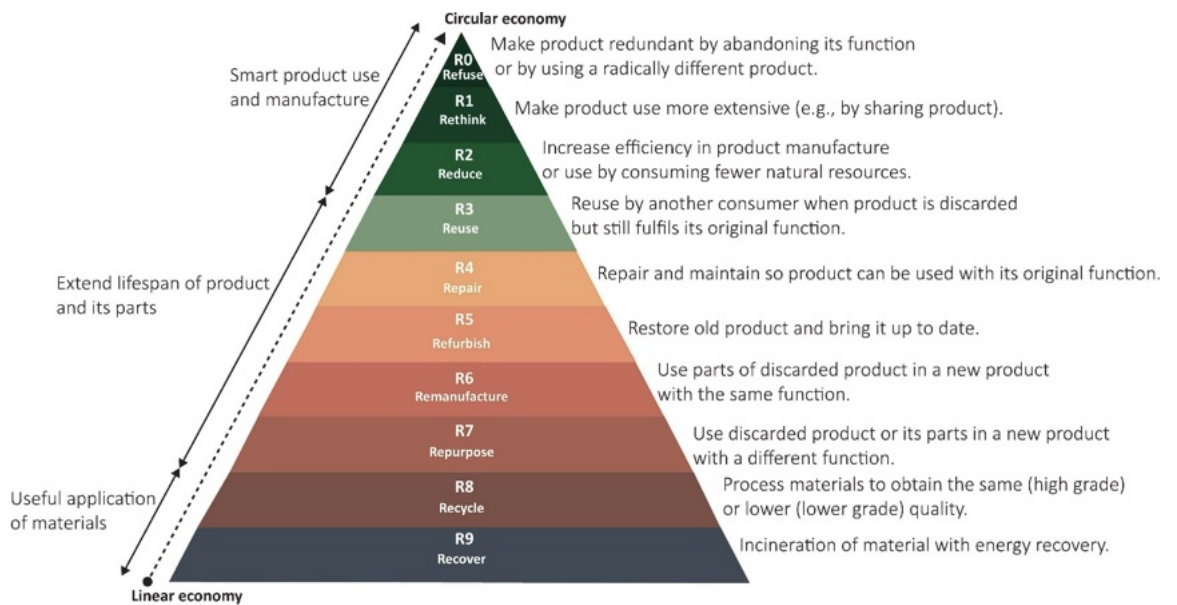 Circular economy
Smart product use
and manufacture
R0
Refuse
Make product redundant by abandoning its function
or by using a radically different product.
R1
Rethink
Make product use more extensive (e.g., by sharing product).
R2
Reduce
Increase efficiency in product manufacture
or use by consuming fewer natural resources.
Extend lifespan of product
and its parts
R3
Reuse
Reuse by another consumer when product is discarded
but still fulfils its original function.
R4
Repair
Repair and maintain so product can be used with its original function.
R5
Refurbish
Restore old product and bring it up to date.
R6
Remanufacture
Use parts of discarded product in a new product
with the same function.
R7
Repurpose
Use discarded product or its parts in a new product
with a different function.
Useful application
of materials
R8
Recycle
Process materials to obtain the same (high grade)
or lower (lower grade) quality.
R9
Recover
Incineration of material with energy recovery.
Linear economy